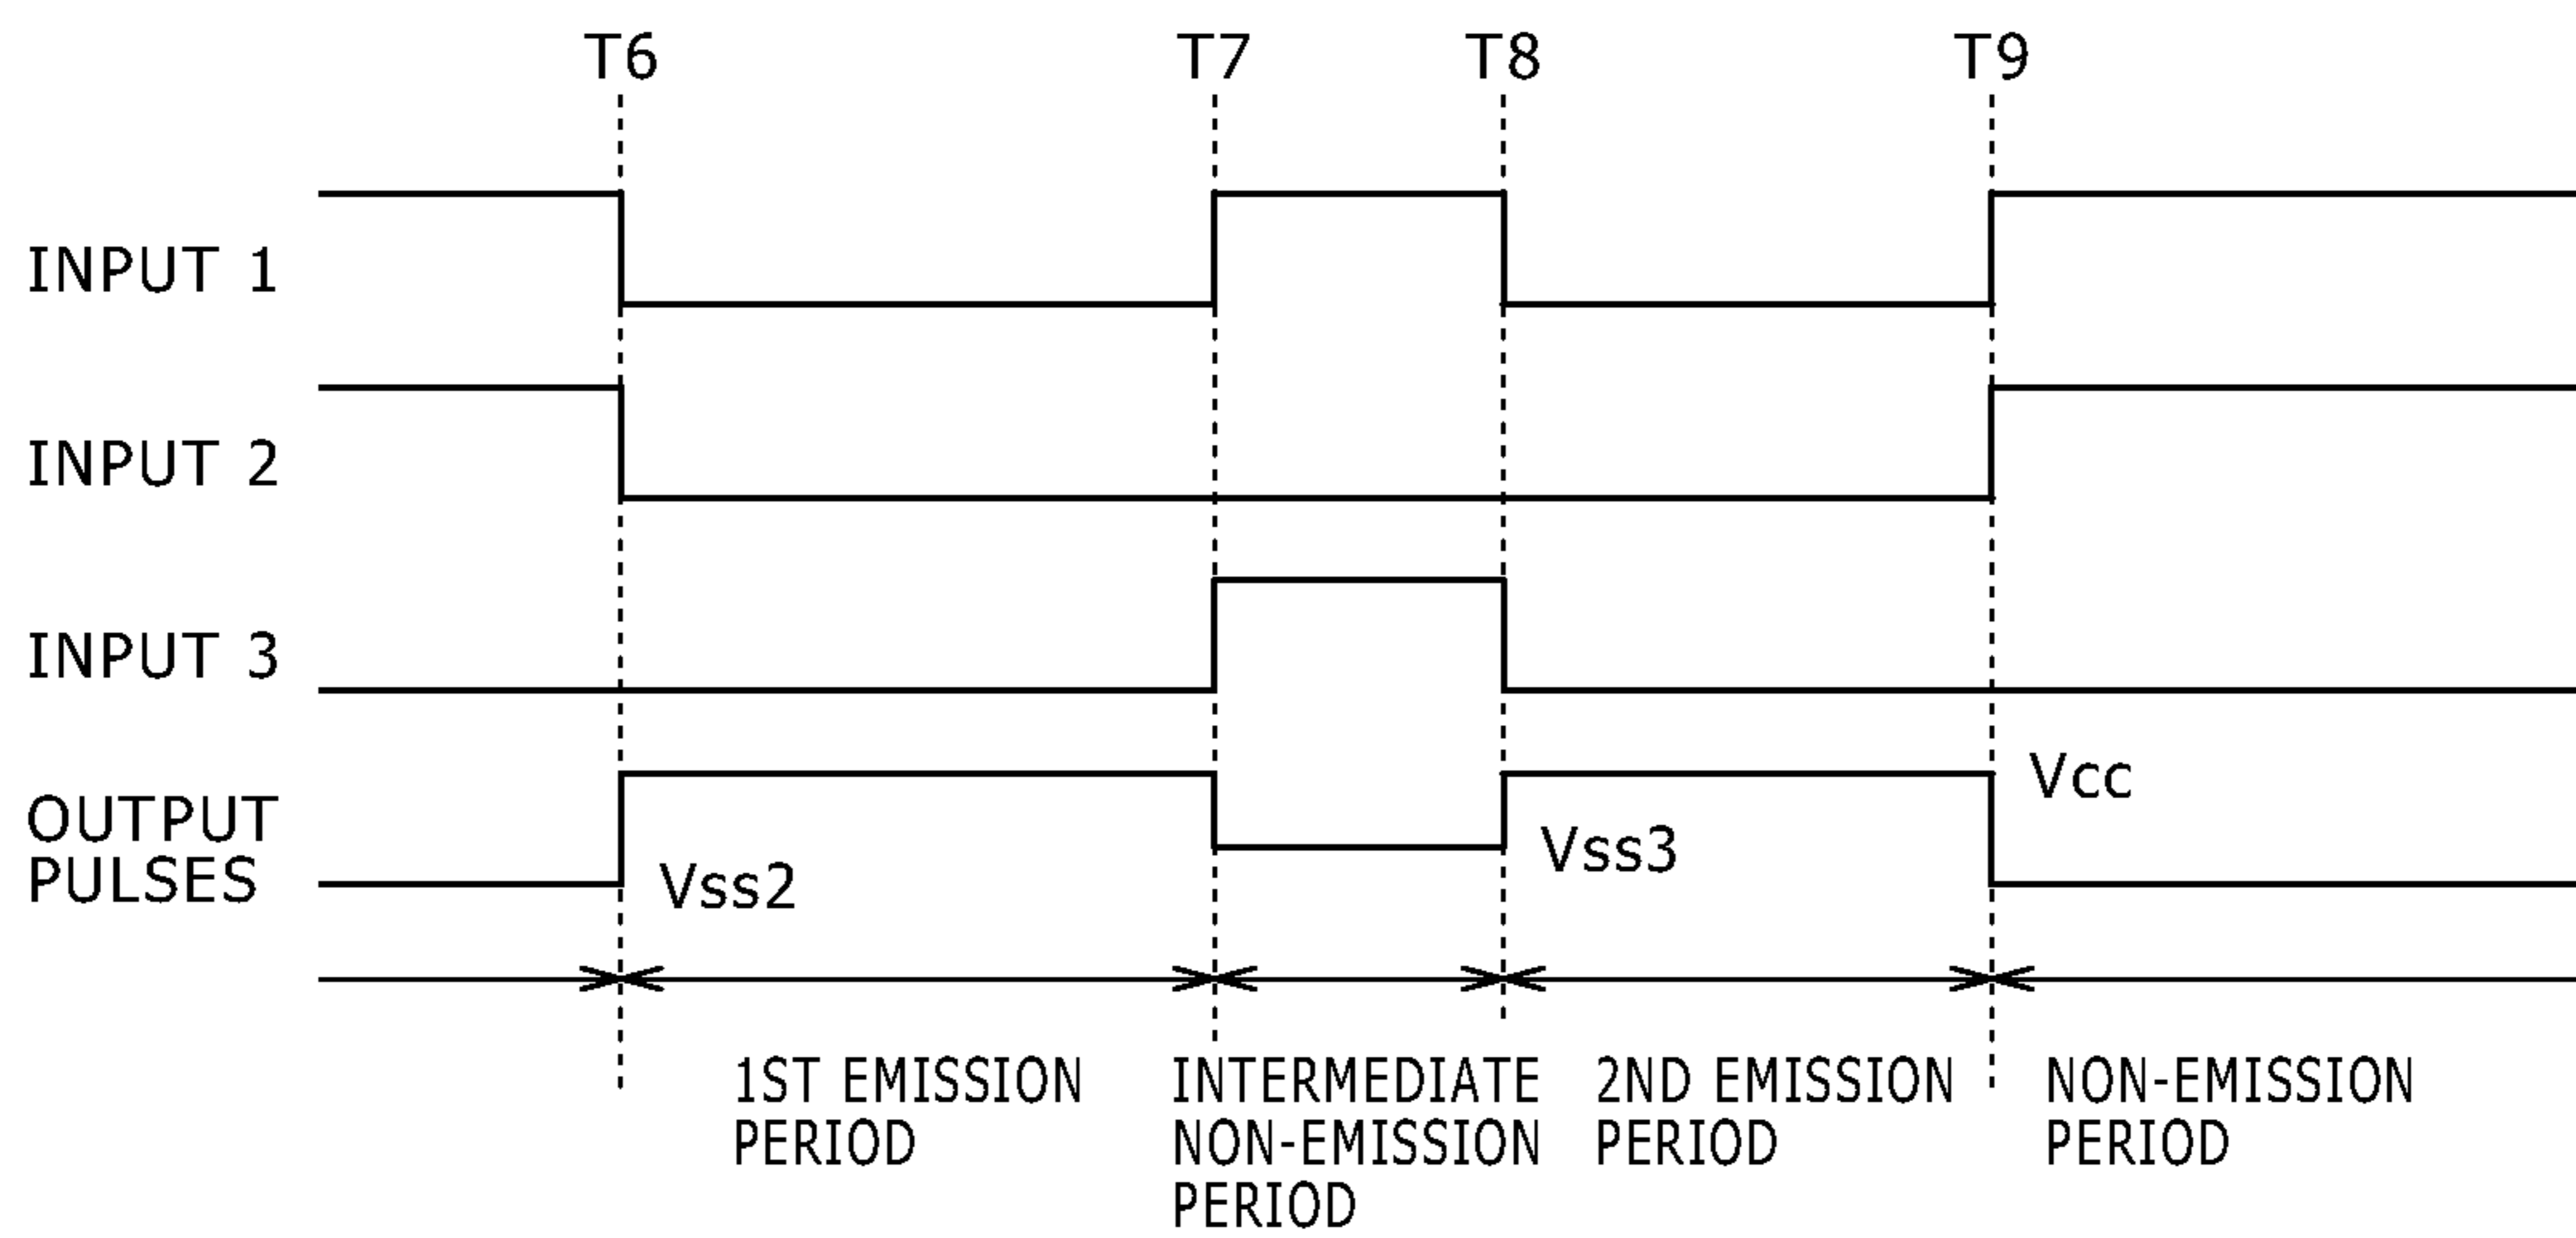 T6 T7 T8 T9
INPUT 1
INPUT 2
INPUT 3
OUTPUT
PULSES
Vcc
Vss3
Vss2
1ST EMISSION
PERIOD
INTERMEDIATE
NON-EMISSION
PERIOD
2ND EMISSION
PERIOD
NON-EMISSION
PERIOD